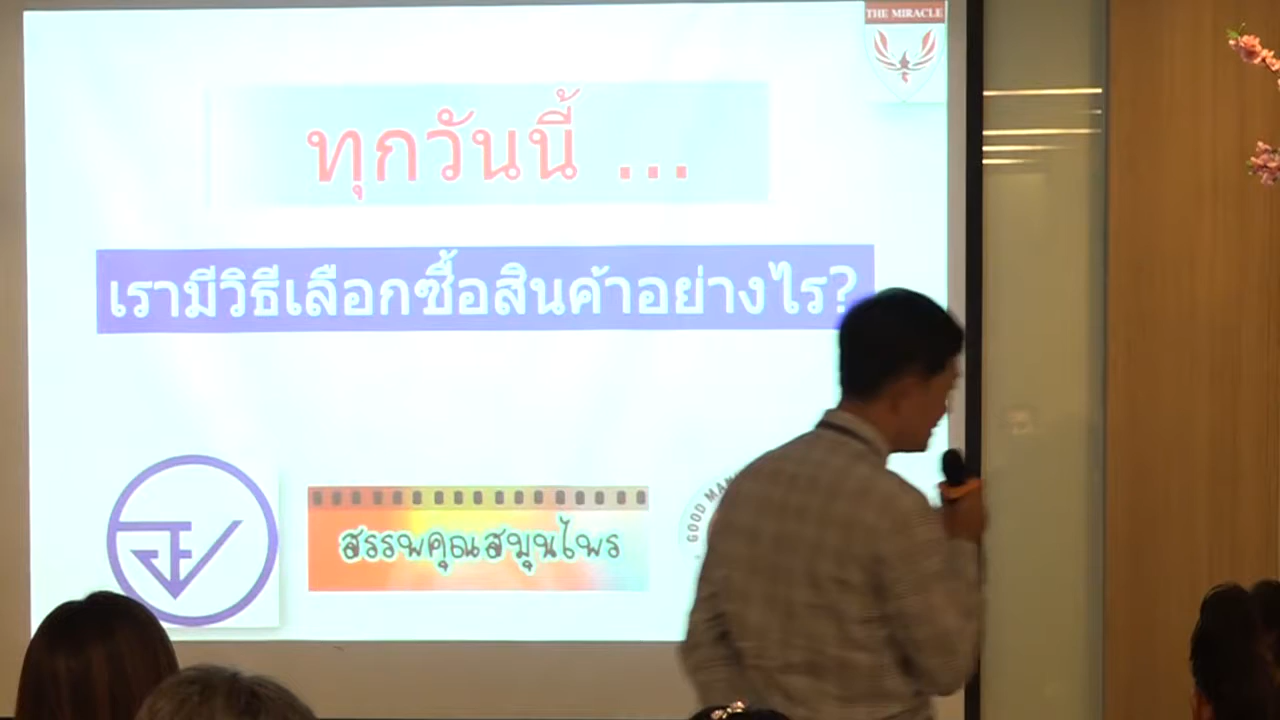 THE MIRACLE
ทุกวันนี้ ...
เรามีวิธีเลือกซื้อสินค้าอย่างไร?
สรรพคุณสมุนไพร
GOOD